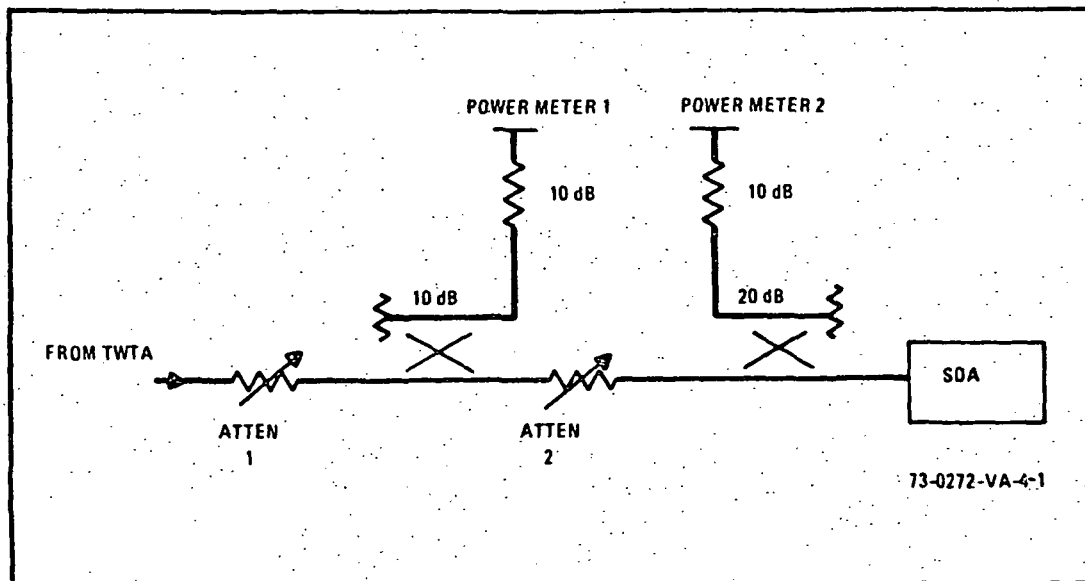 POWER METER 1
POWER METER 2
10 dB
10 dB
10 dB
20 dB
FROM TWTA
SDA
ATTEN
1
ATTEN
2
73-0272-VA-4-1